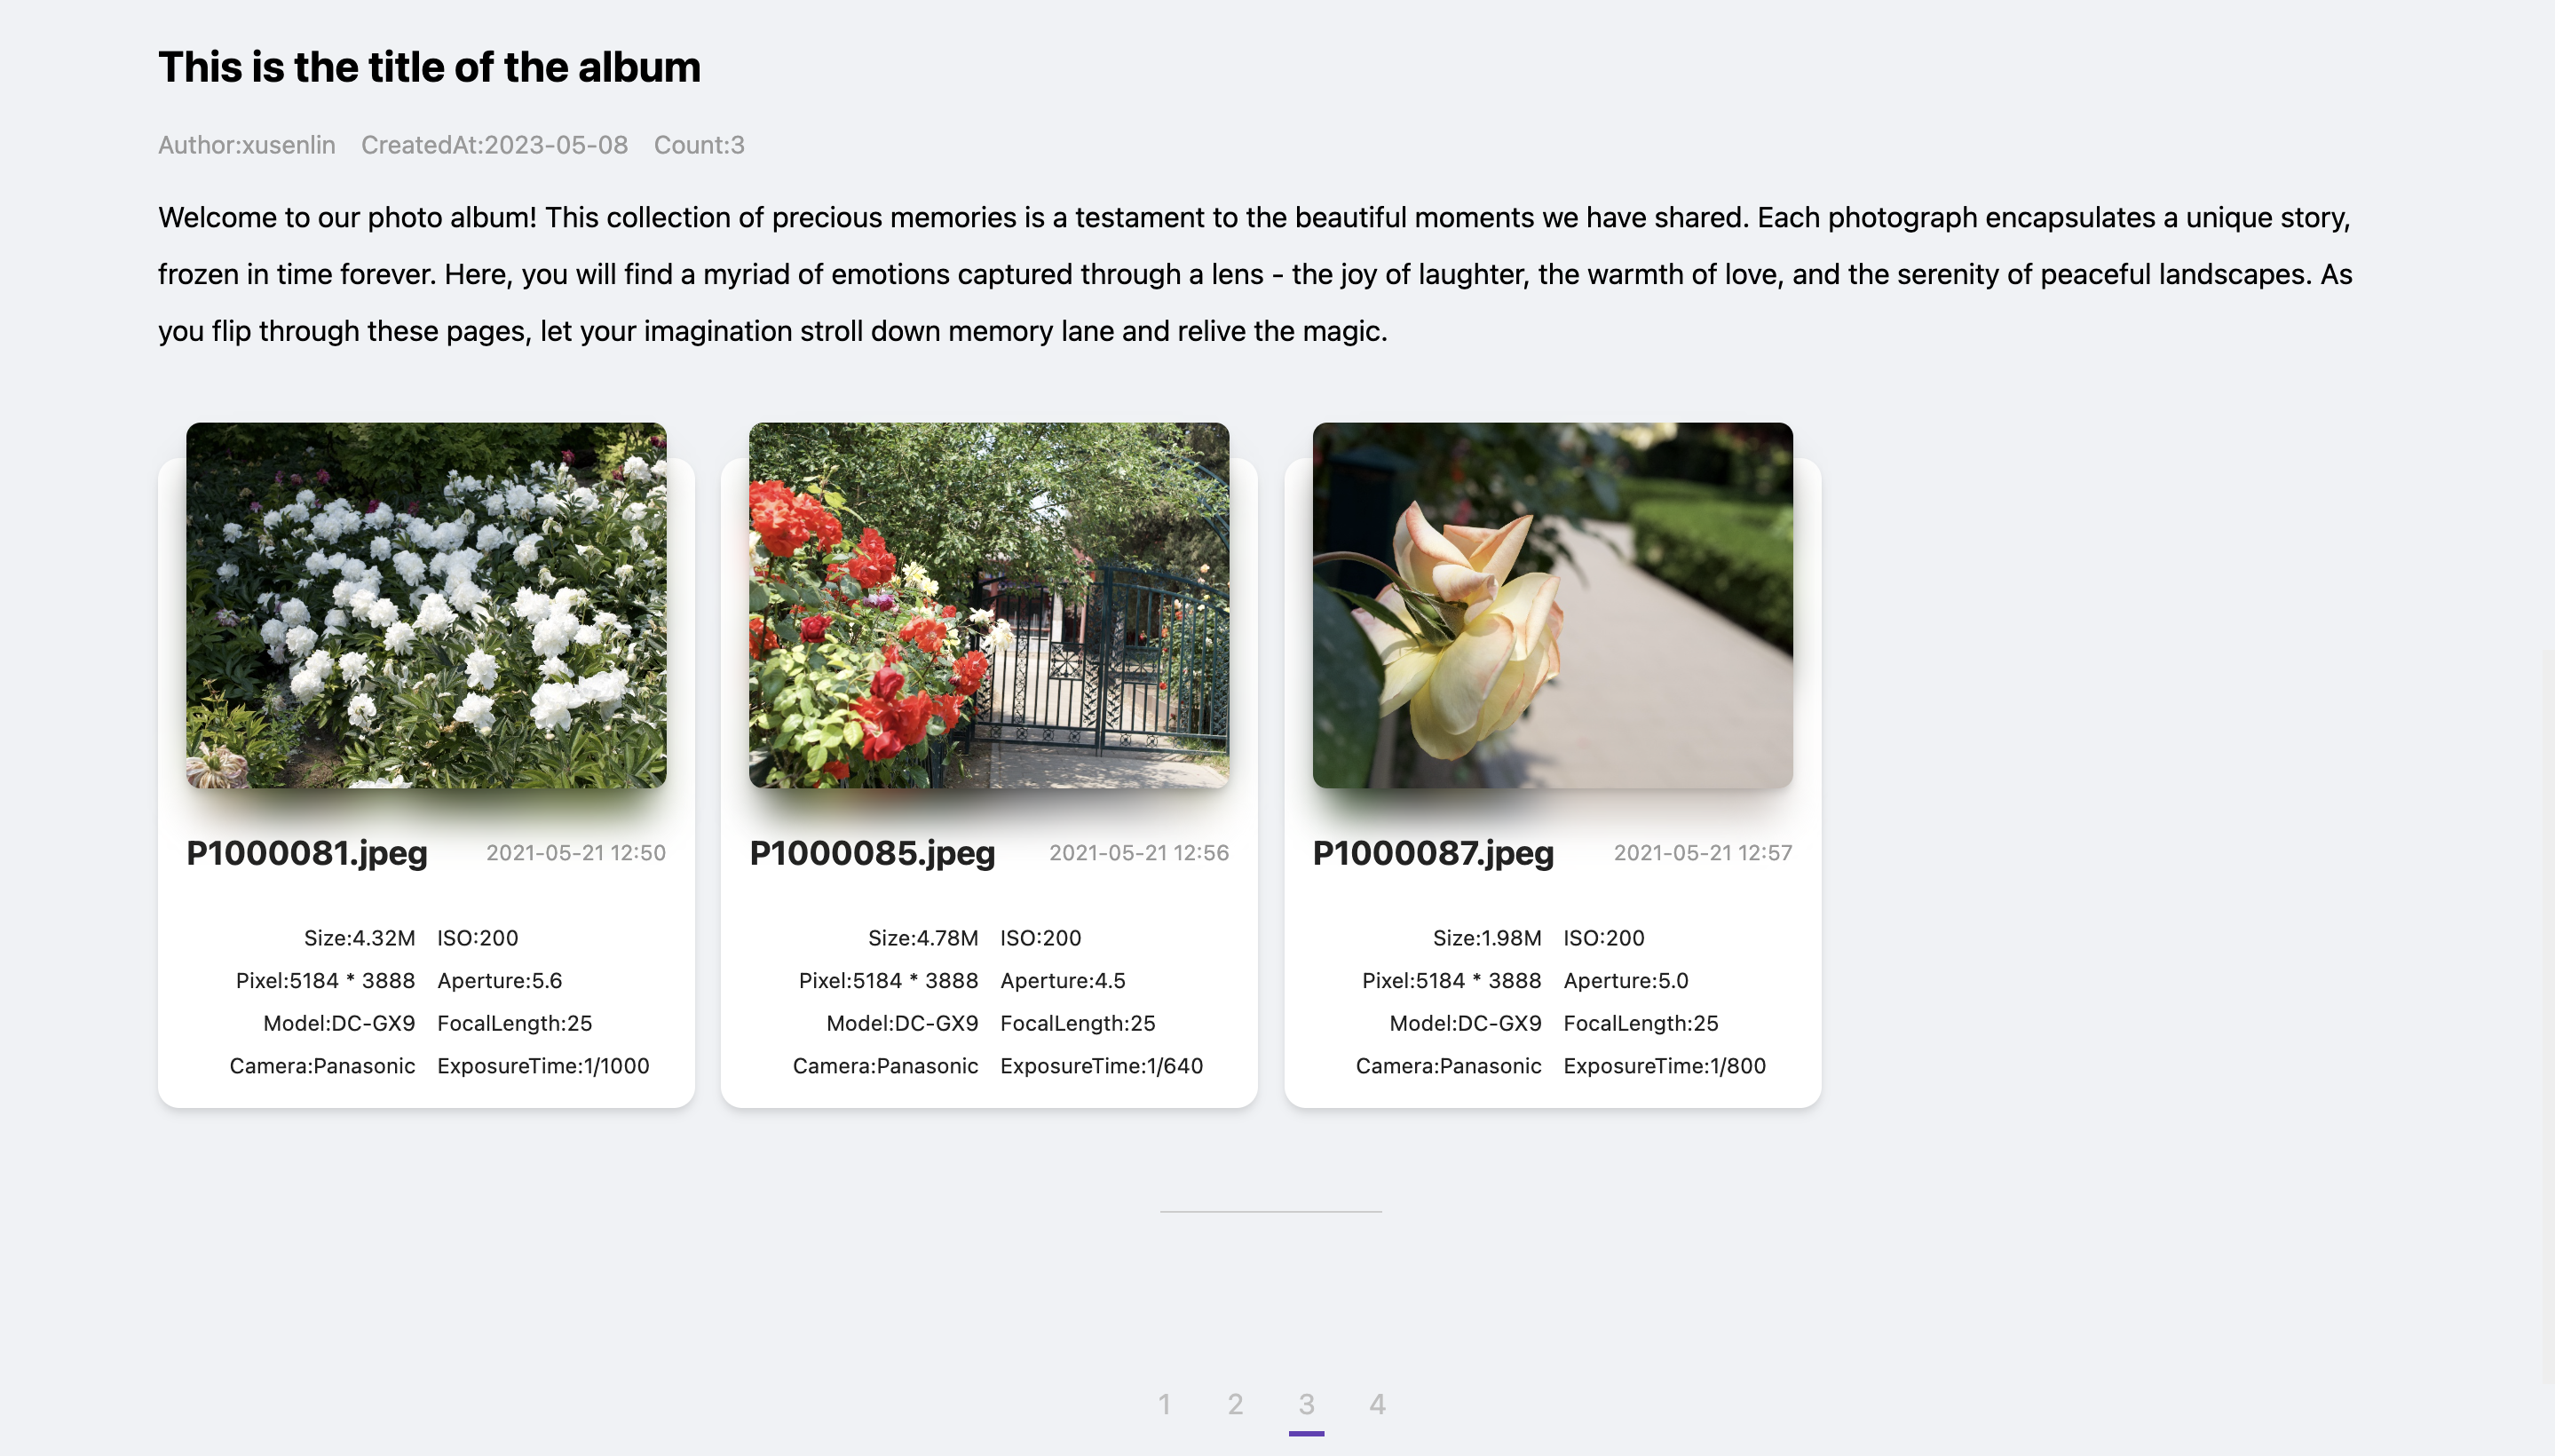 This is the title of the album
Author:xusenlin CreatedAt:2023-05-08 Count:3
Welcome to our photo album! This collection of precious memories is a testament to the beautiful moments we have shared. Each photograph encapsulates a unique story,
frozen in time forever. Here, you will find a myriad of emotions captured through a lens - the joy of laughter, the warmth of love, and the serenity of peaceful landscapes. As
you flip through these pages, let your imagination stroll down memory lane and relive the magic.
P1000081.jpeg 2021-05-21 12:50
Size:4.32M ISO:200
Pixel:5184 * 3888 Aperture:5.6
Model:DC-GX9 FocalLength:25
Camera:Panasonic ExposureTime:1/1000
P1000085.jpeg 2021-05-21 12:56
Size:4.78M ISO:200
Pixel:5184 * 3888 Aperture:4.5
Model:DC-GX9 FocalLength:25
Camera:Panasonic ExposureTime:1/640
P1000087.jpeg 2021-05-21 12:57
Size:1.98M ISO:200
Pixel:5184 * 3888 Aperture:5.0
Model:DC-GX9 FocalLength:25
Camera:Panasonic ExposureTime:1/800
1 2 3 4